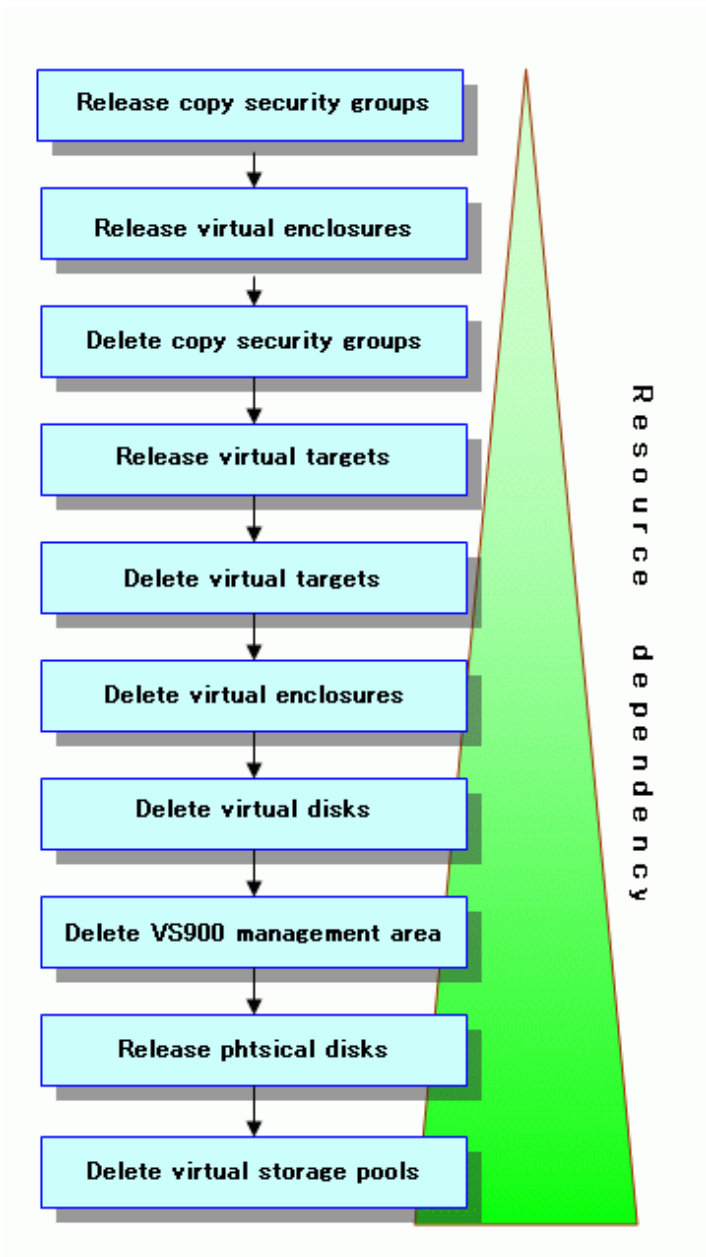 Release copy security groups
Release virtual enclosures
Delete copy security groups
Release virtual targets
Delete virtual targets
Delete virtual enclosures
Delete virtual disks
Delete VS900 management area
Release phtsical disks
Delete virtual storage pools
Resource dependency